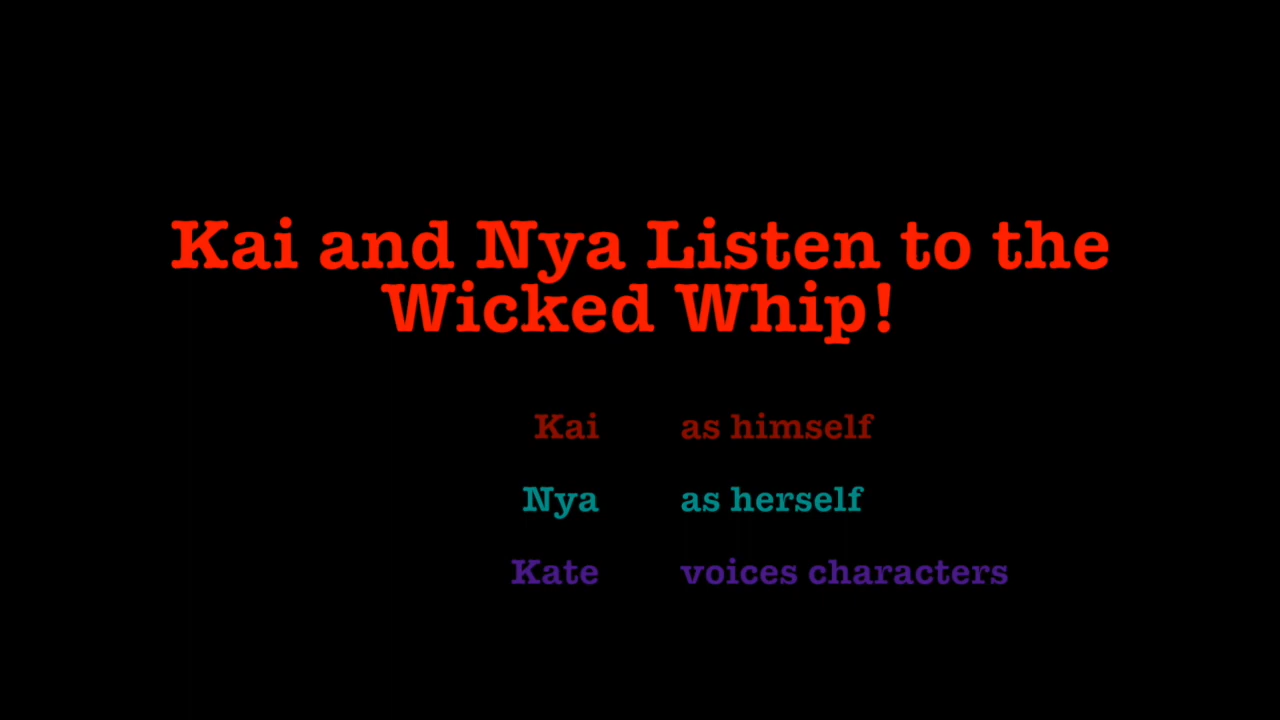 Kai and Nya Listen to the
Wicked Whip!
Kai as himself
Nya as herself
Kate voices characters